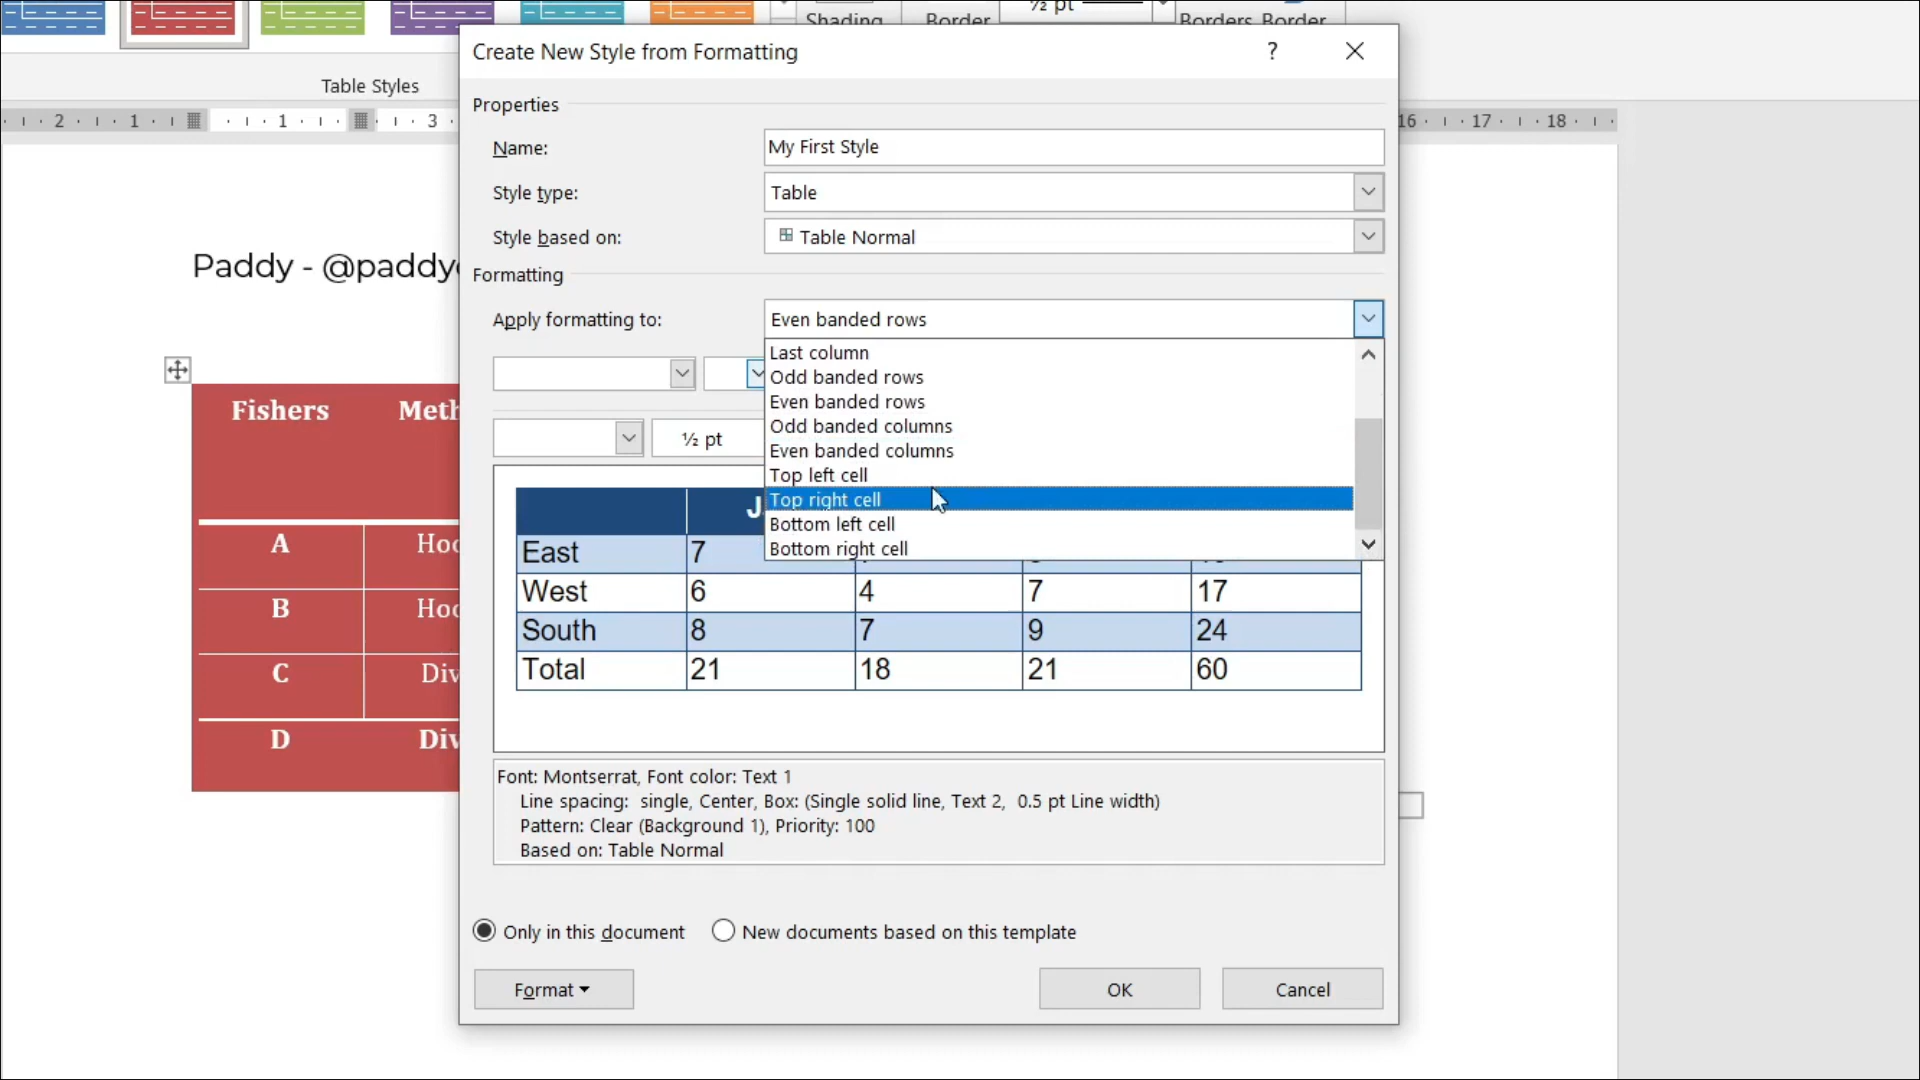 Shading
Border
½ pt
Borders Border
Table Styles
Create New Style from Formatting
?
2 1 1 3
16 17 18
Properties
Name:
My First Style
Style type:
Table
Style based on:
Table Normal
Paddy -
Formatting
Apply formatting to:
Even banded rows
Last column
Odd banded rows
Even banded rows
Odd banded columns
Even banded columns
Top left cell
Top right cell
Bottom left cell
Bottom right cell
½ pt
Fishers
A
B
C
D
East 7
West 6 4 7 17
South 8 7 9 24
Total 21 18 21 60
Font: Montserrat, Font color: Text 1
Line spacing: single, Center, Box: (Single solid line, Text 2, 0.5 pt Line width)
Pattern: Clear (Background 1), Priority: 100
Based on: Table Normal
Only in this document
New documents based on this template
Format
OK
Cancel